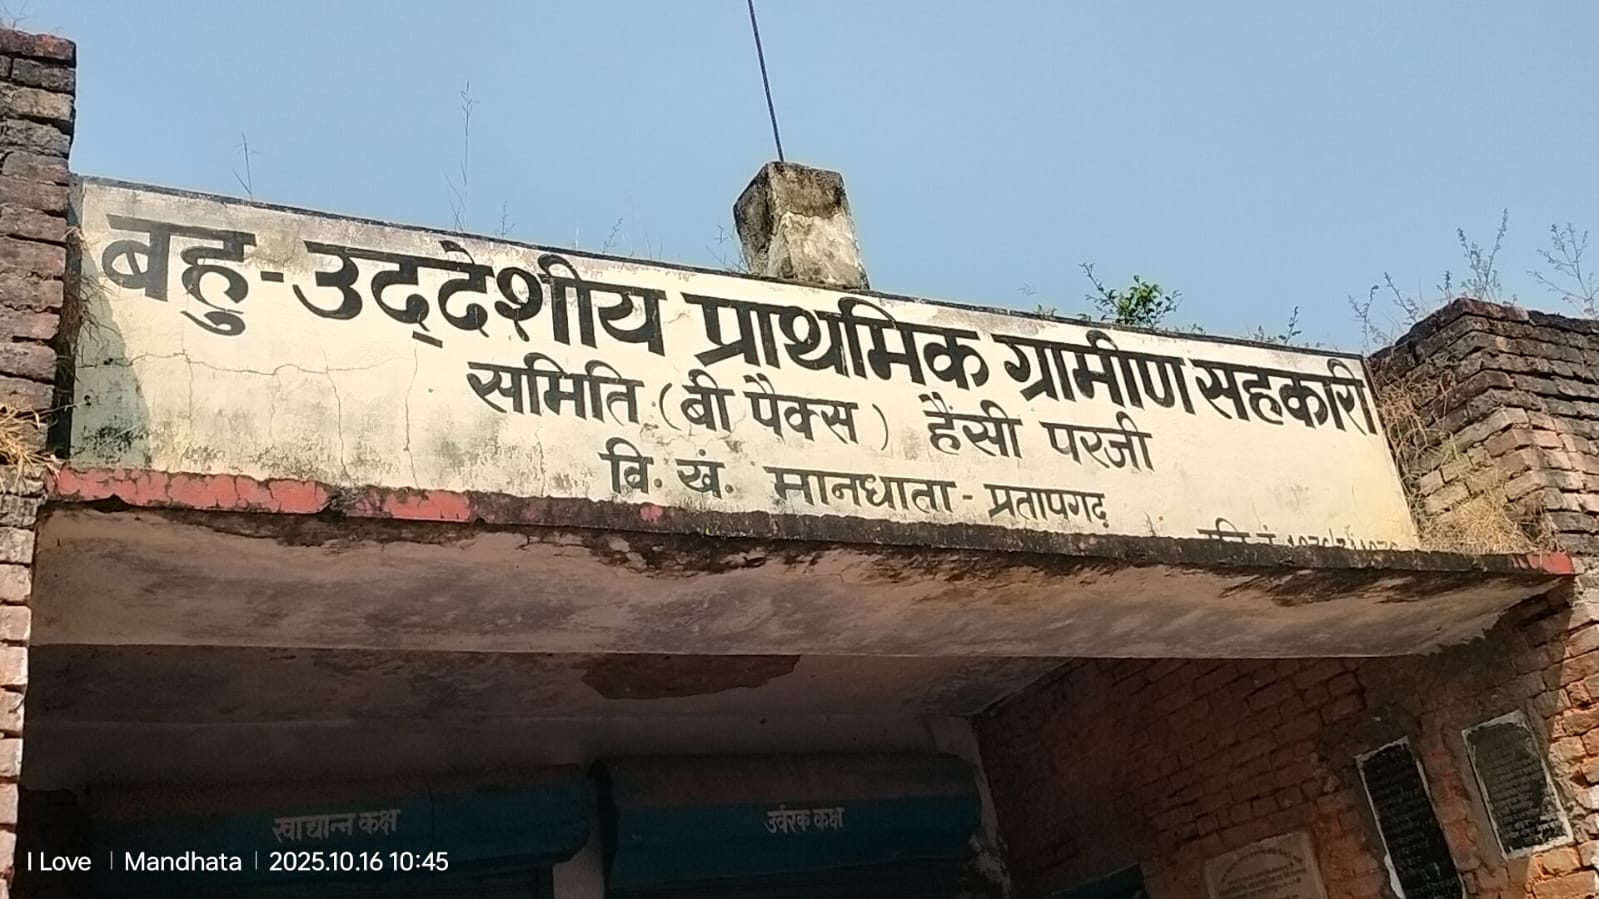 बहु-उद्देशीय प्राथमिक ग्रामीण सहकारी
समिति (बी पैक्स) हैंसी परजी
वि. खं. मानधाता - प्रतापगढ़
खाद्यान्न कक्ष
उर्वरक कक्ष
I Love | Mandhata | 2025.10.16 10:45